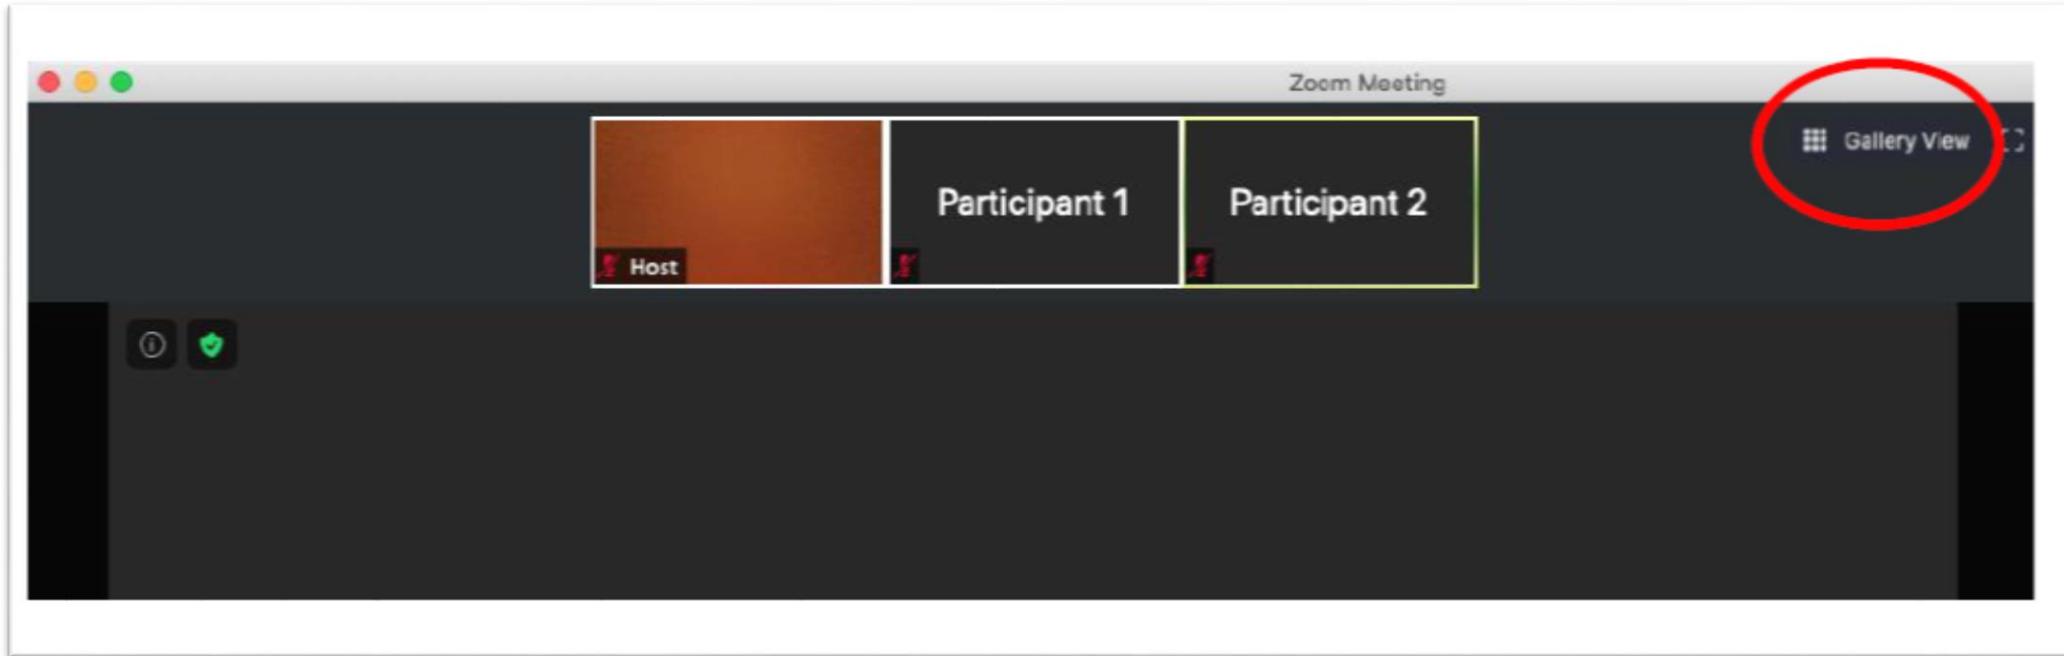 Zoom Meeting
Gallery View
Participant 1
Participant 2
Host